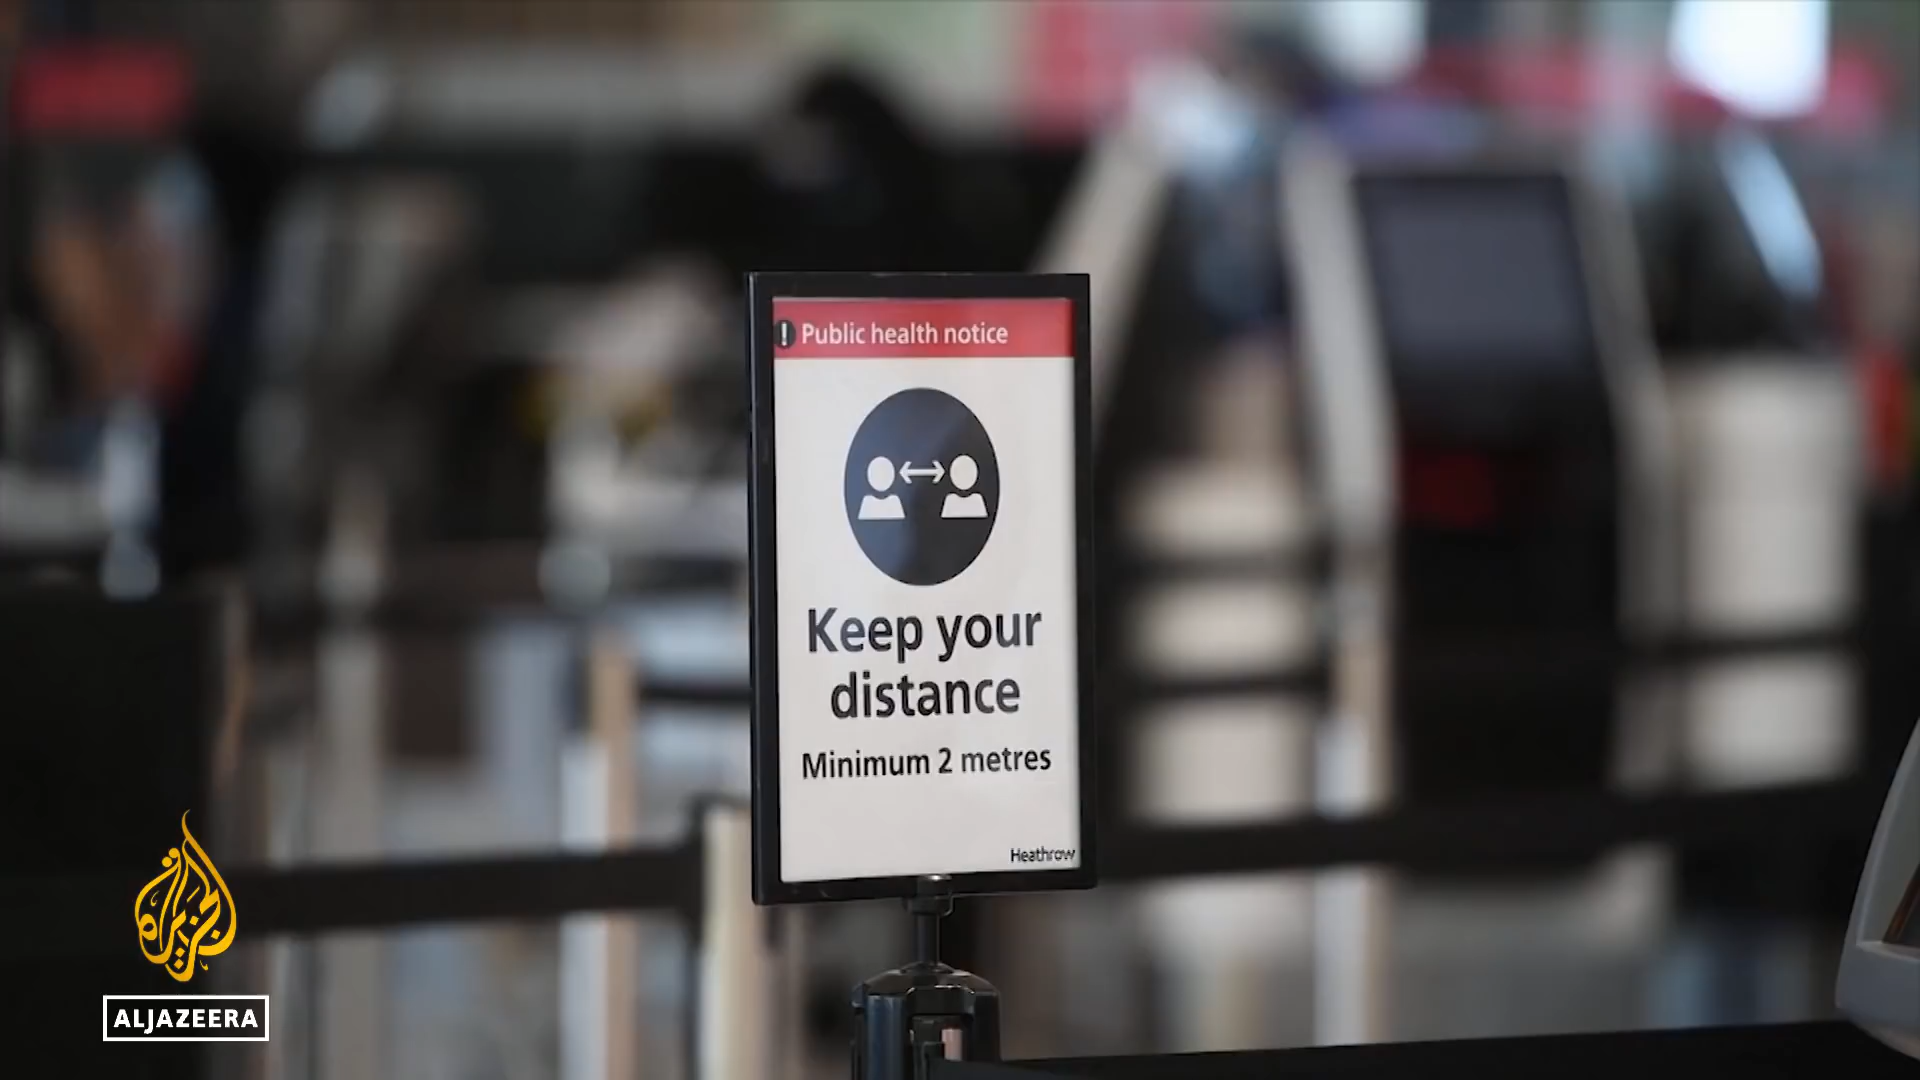 ! Public health notice
Keep your
distance
Minimum 2 metres
Heathrow
الجزيرة
ALJAZEERA